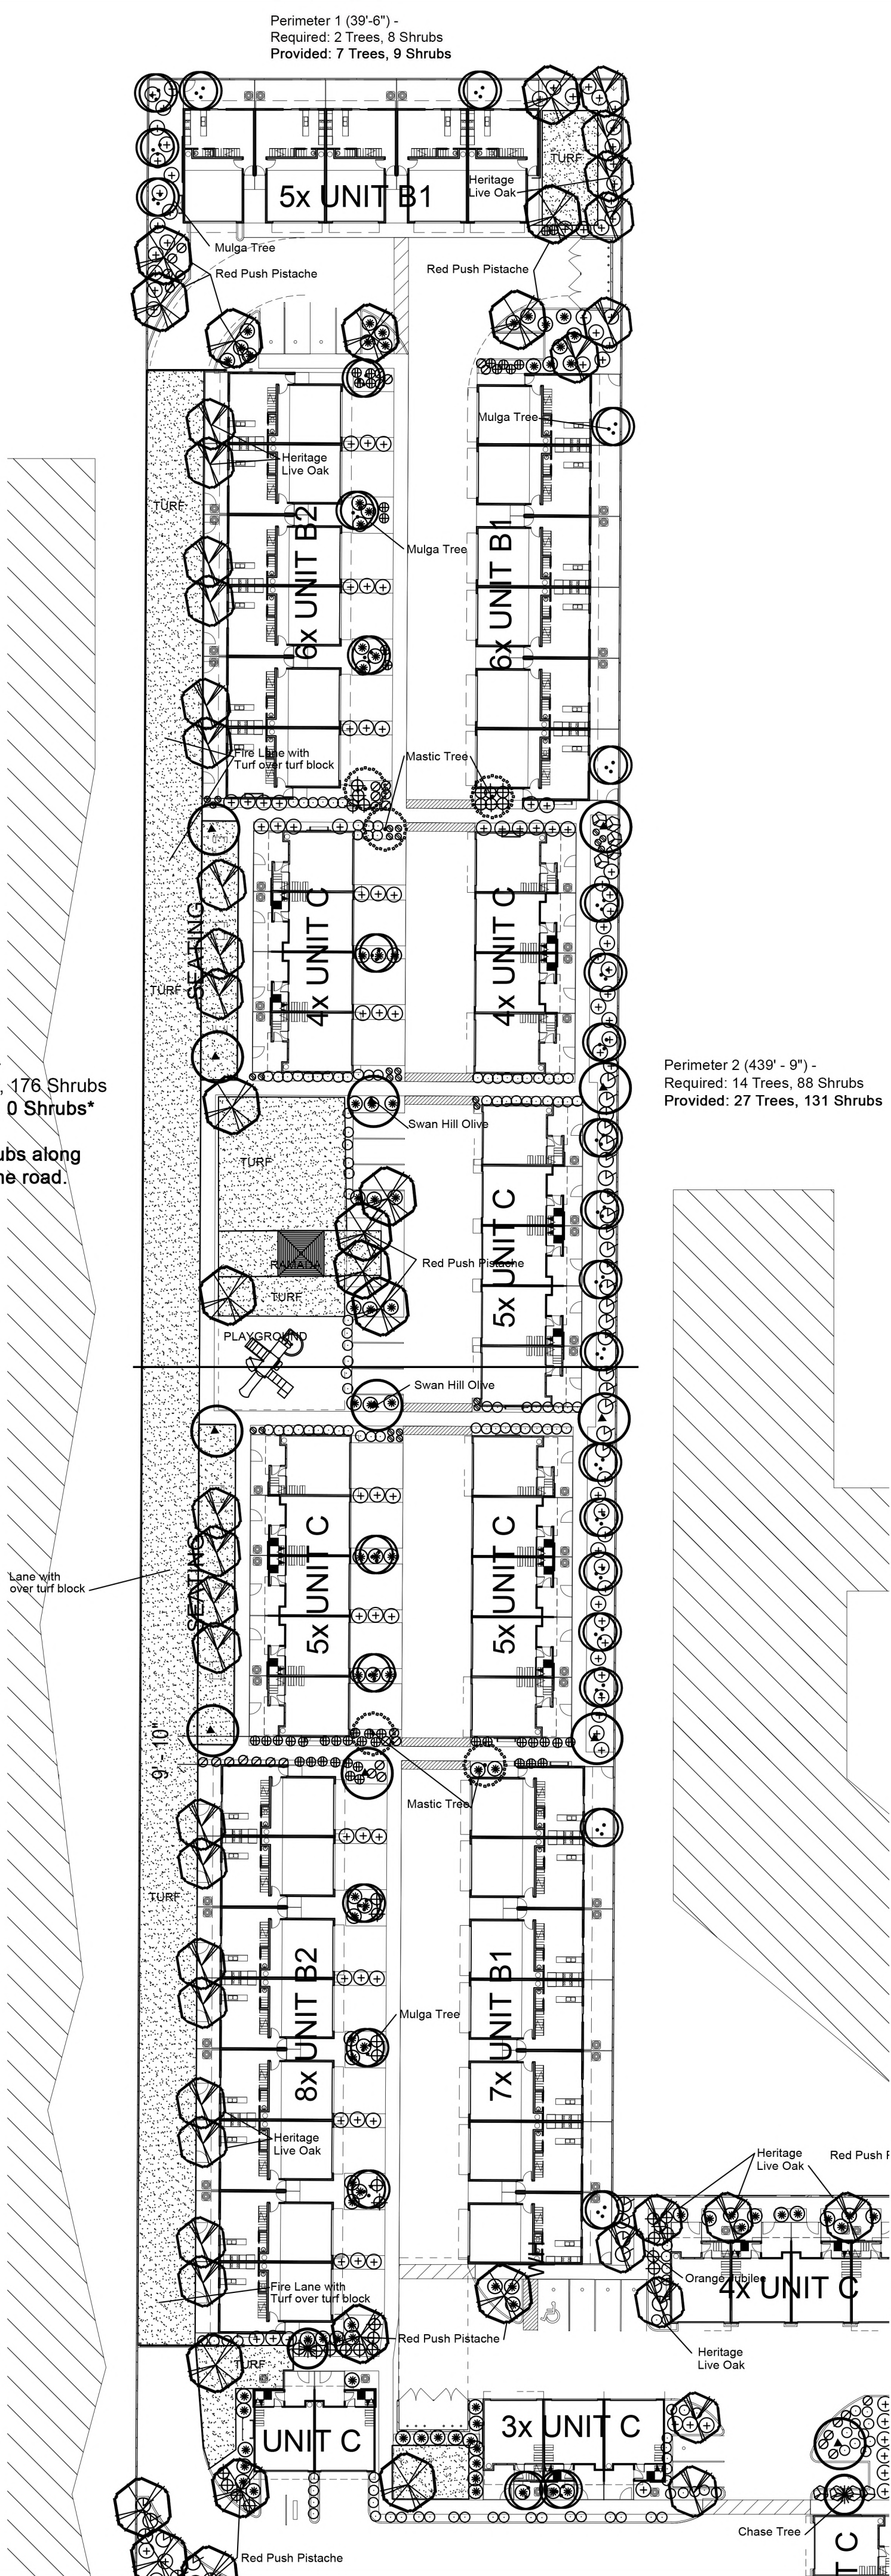 Perimeter 1 (39'-6") -
Required: 2 Trees, 8 Shrubs
Provided: 7 Trees, 9 Shrubs
TURF
Heritage
Live Oak
5x UNIT B1
Mulga Tree
Red Push Pistache
Red Push Pistache
Mulga Tree
Heritage
Live Oak
TURF
6x UNIT B2
6x UNIT B1
Mulga Tree
Fire Lane with
Turf over turf block
Mastic Tree
SEATING
4x UNIT C
4x UNIT C
TURF
Perimeter 2 (439' - 9") -
Required: 14 Trees, 88 Shrubs
Provided: 27 Trees, 131 Shrubs
, 176 Shrubs
0 Shrubs*
ubs along
ne road.
Swan Hill Olive
TURF
5x UNIT C
RAMADA
Red Push Pistache
TURF
PLAYGROUND
Swan Hill Olive
SEATING
5x UNIT C
5x UNIT C
Lane with
over turf block
9' - 10"
Mastic Tree
TURF
8x UNIT B2
7x UNIT B1
Mulga Tree
Heritage
Live Oak
Heritage
Live Oak
Red Push P
Orange Jubilee
4x UNIT C
Fire Lane with
Turf over turf block
Red Push Pistache
Heritage
Live Oak
TURF
UNIT C
3x UNIT C
Chase Tree
T C
Red Push Pistache